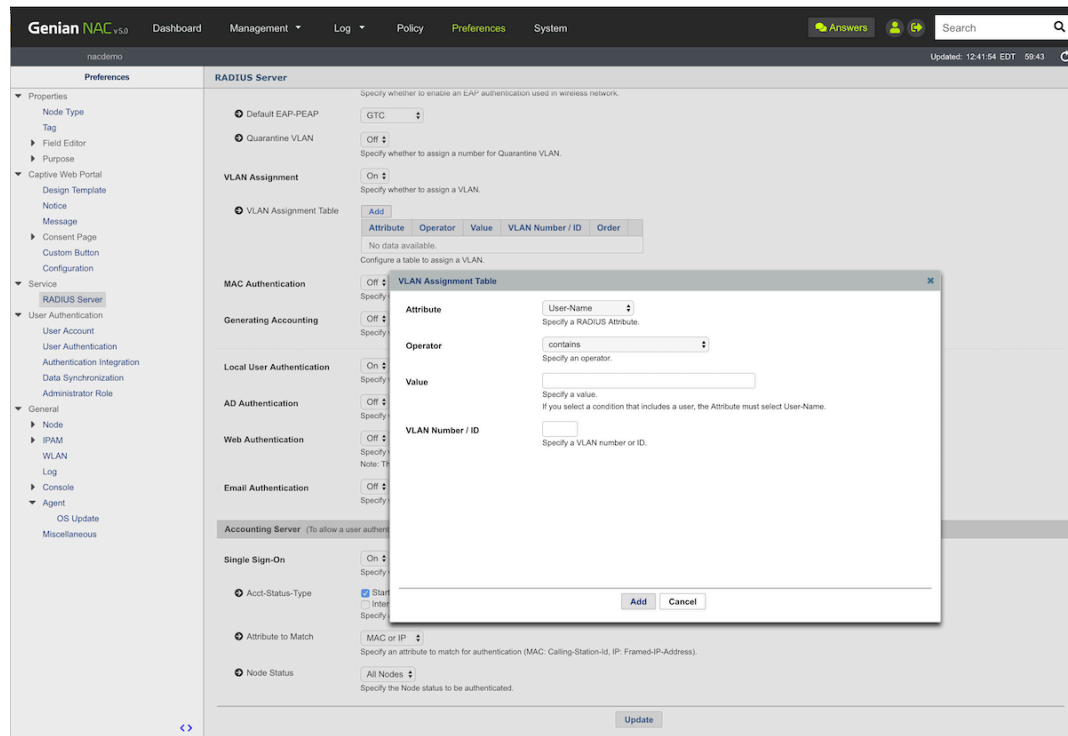 Genian NAC v5.0 Dashboard Management Log Policy Preferences System Answers Search
nacdemo Updated: 12:41:54 EDT 59:43
Preferences
Properties
Node Type
Tag
Field Editor
Purpose
Captive Web Portal
Design Template
Notice
Message
Consent Page
Custom Button
Configuration
Service
RADIUS Server
User Authentication
User Account
User Authentication
Authentication Integration
Data Synchronization
Administrator Role
General
Node
IPAM
WLAN
Log
Console
Agent
OS Update
Miscellaneous
RADIUS Server
Specify whether to enable an EAP authentication used in wireless network.
Default EAP-PEAP GTC
Quarantine VLAN Off
Specify whether to assign a number for Quarantine VLAN.
VLAN Assignment On
Specify whether to assign a VLAN.
VLAN Assignment Table Add
Attribute Operator Value VLAN Number / ID Order
No data available.
Configure a table to assign a VLAN.
MAC Authentication Off
Specify
Generating Accounting Off
Specify
Local User Authentication On
Specify
AD Authentication Off
Specify
Web Authentication Off
Specify
Note: Th
Email Authentication Off
Specify
Accounting Server (To allow a user authent
Single Sign-On On
Specify
Acct-Status-Type Start
Inter
Specify
Attribute to Match MAC or IP
Specify an attribute to match for authentication (MAC: Calling-Station-Id, IP: Framed-IP-Address).
Node Status All Nodes
Specify the Node status to be authenticated.
Update
VLAN Assignment Table
Attribute User-Name
Specify a RADIUS Attribute.
Operator contains
Specify an operator.
Value
Specify a value.
If you select a condition that includes a user, the Attribute must select User-Name.
VLAN Number / ID
Specify a VLAN number or ID.
Add Cancel